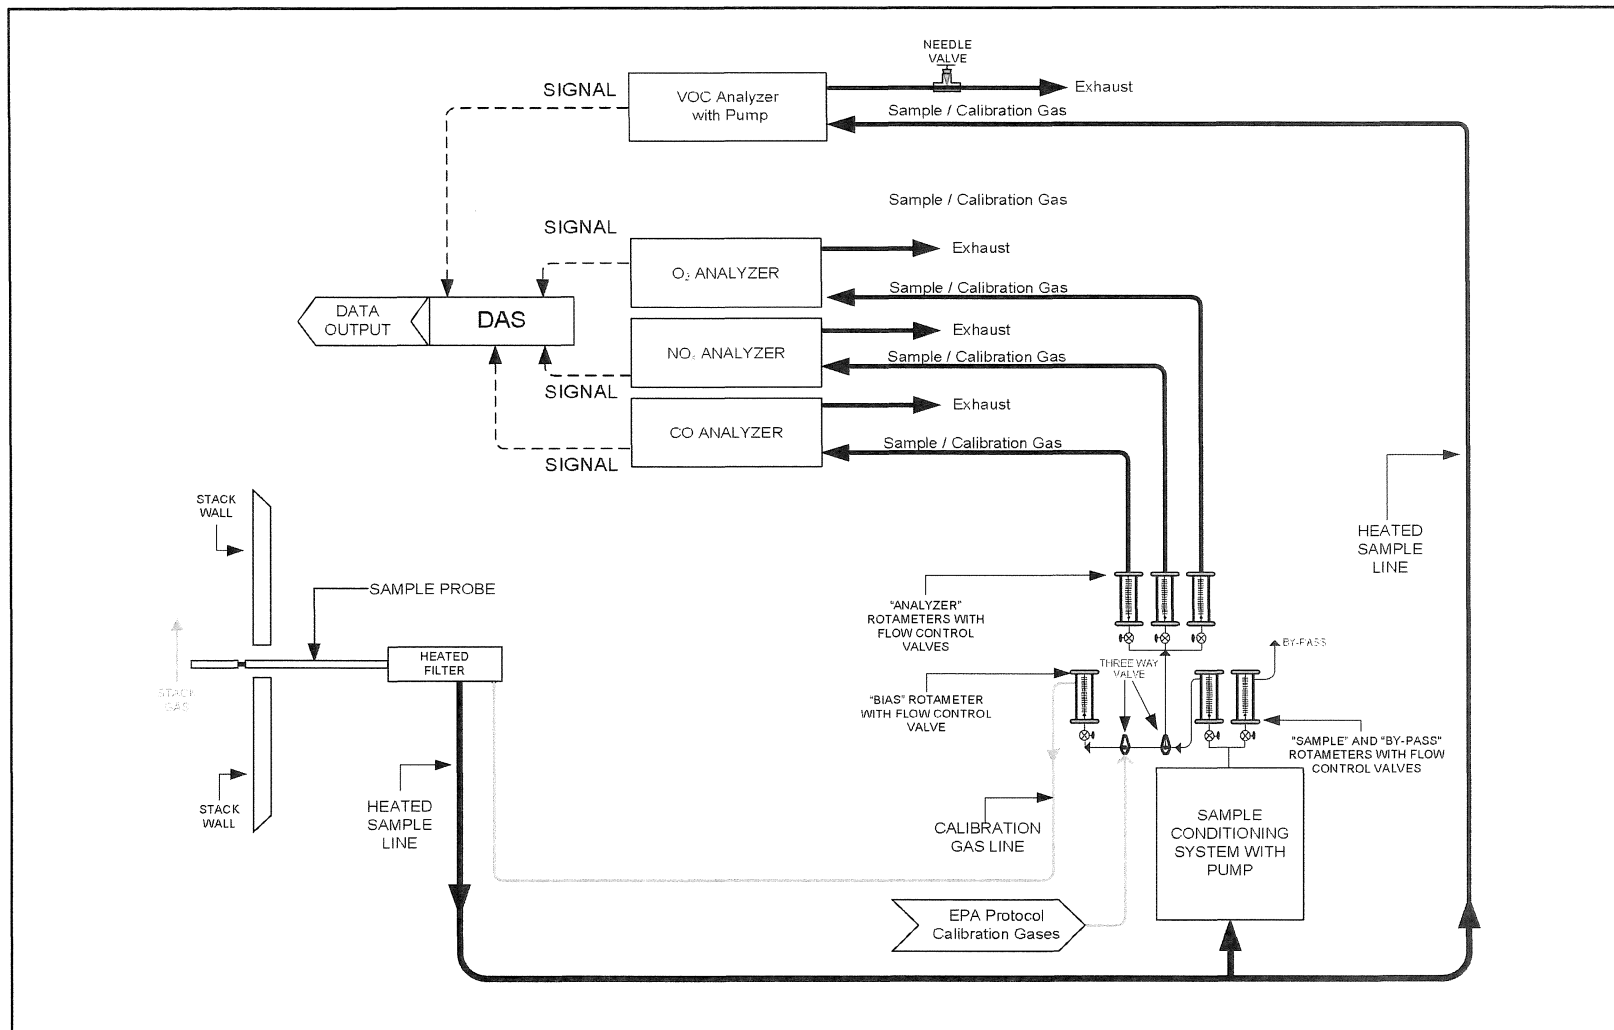 NEEDLE
VALVE
SIGNAL
VOC Analyzer
with Pump
Exhaust
Sample / Calibration Gas
Sample / Calibration Gas
SIGNAL
O₂ ANALYZER
Exhaust
Sample / Calibration Gas
DATA
OUTPUT
DAS
NOₓ ANALYZER
Exhaust
Sample / Calibration Gas
SIGNAL
CO ANALYZER
Exhaust
Sample / Calibration Gas
SIGNAL
STACK
WALL
SAMPLE PROBE
HEATED
FILTER
STACK
GAS
STACK
WALL
HEATED
SAMPLE
LINE
HEATED
SAMPLE
LINE
"ANALYZER"
ROTAMETERS WITH
FLOW CONTROL
VALVES
THREE WAY
VALVE
BY-PASS
"BIAS" ROTAMETER
WITH FLOW CONTROL
VALVE
"SAMPLE" AND "BY-PASS"
ROTAMETERS WITH FLOW
CONTROL VALVES
CALIBRATION
GAS LINE
SAMPLE
CONDITIONING
SYSTEM WITH
PUMP
EPA Protocol
Calibration Gases